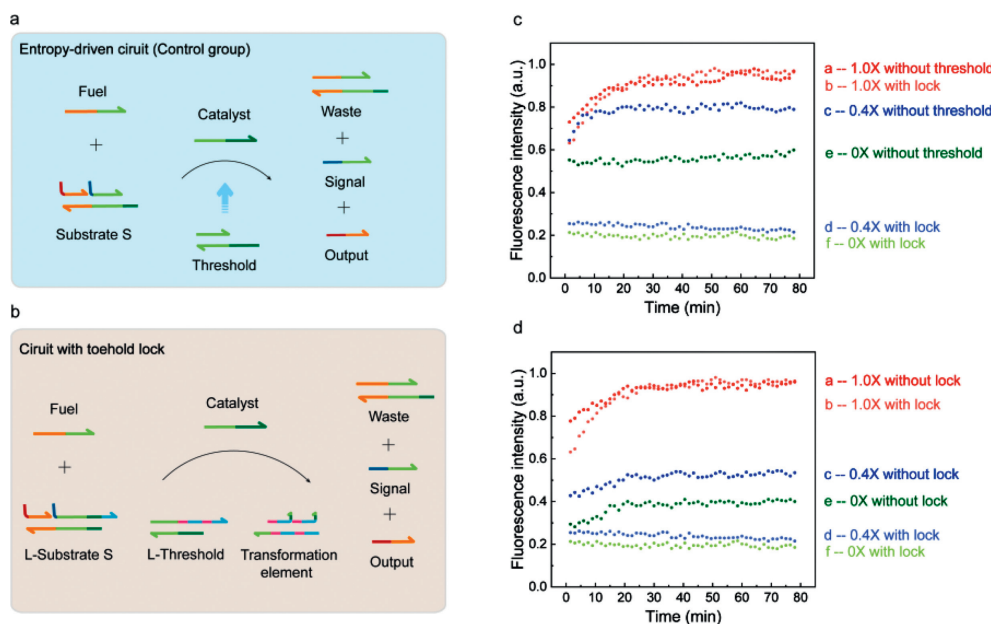 a
Entropy-driven ciruit (Control group)
Fuel
+
Substrate S
Catalyst
Threshold
Waste
+
Signal
+
Output
b
Ciruit with toehold lock
Fuel
+
L-Substrate S
Catalyst
L-Threshold
Transformation
element
Waste
+
Signal
+
Output
c
Fluorescence intensity (a.u.)
1.0
0.8
0.6
0.4
0.2
0.0
0 10 20 30 40 50 60 70 80
Time (min)
a -- 1.0X without threshold
b -- 1.0X with lock
c -- 0.4X without threshold
e -- 0X without threshold
d -- 0.4X with lock
f -- 0X with lock
d
Fluorescence intensity (a.u.)
1.0
0.8
0.6
0.4
0.2
0.0
0 10 20 30 40 50 60 70 80
Time (min)
a -- 1.0X without lock
b -- 1.0X with lock
c -- 0.4X without lock
e -- 0X without lock
d -- 0.4X with lock
f -- 0X with lock